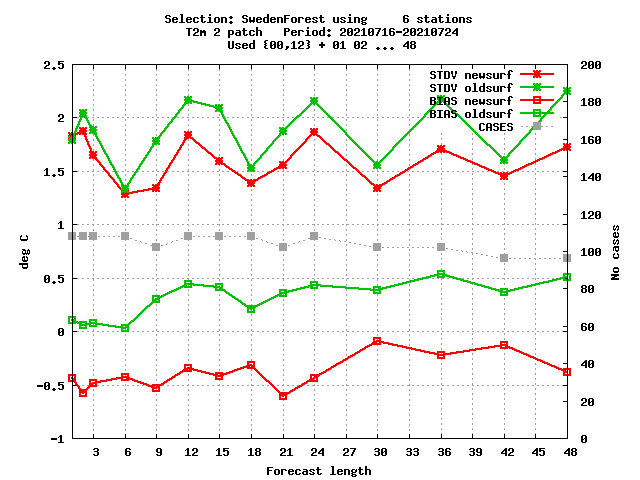 Selection: SwedenForest using     6 stations
T2m 2 patch   Period: 20210716-20210724
Used {00,12} + 01 02 ... 48
2.5
2
1.5
1
0.5
0
-0.5
-1
deg C
STDV newsurf
STDV oldsurf
BIAS newsurf
BIAS oldsurf
CASES
200
180
160
140
120
100
80
60
40
20
0
No cases
3 6 9 12 15 18 21 24 27 30 33 36 39 42 45 48
Forecast length